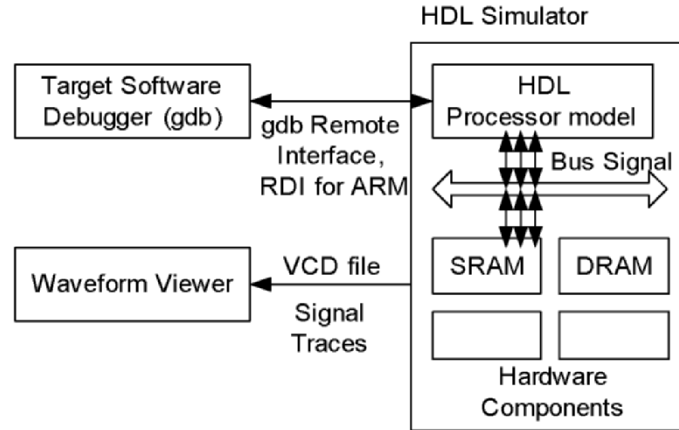 HDL Simulator
Target Software
Debugger (gdb)
HDL
Processor model
gdb Remote
Interface,
RDI for ARM
Bus Signal
Waveform Viewer
VCD file
Signal
Traces
SRAM
DRAM
Hardware
Components